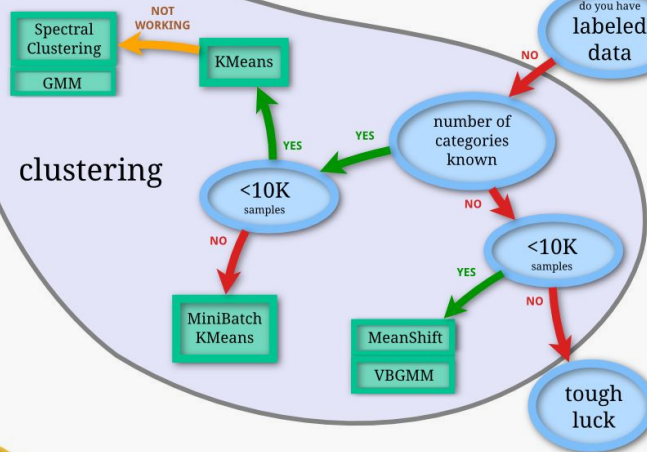 do you have
labeled
data
NOT
WORKING
Spectral
Clustering
GMM
KMeans
NO
number of
categories
known
YES
YES
clustering
<10K
samples
NO
NO
<10K
samples
YES
NO
MiniBatch
KMeans
MeanShift
VBGMM
tough
luck